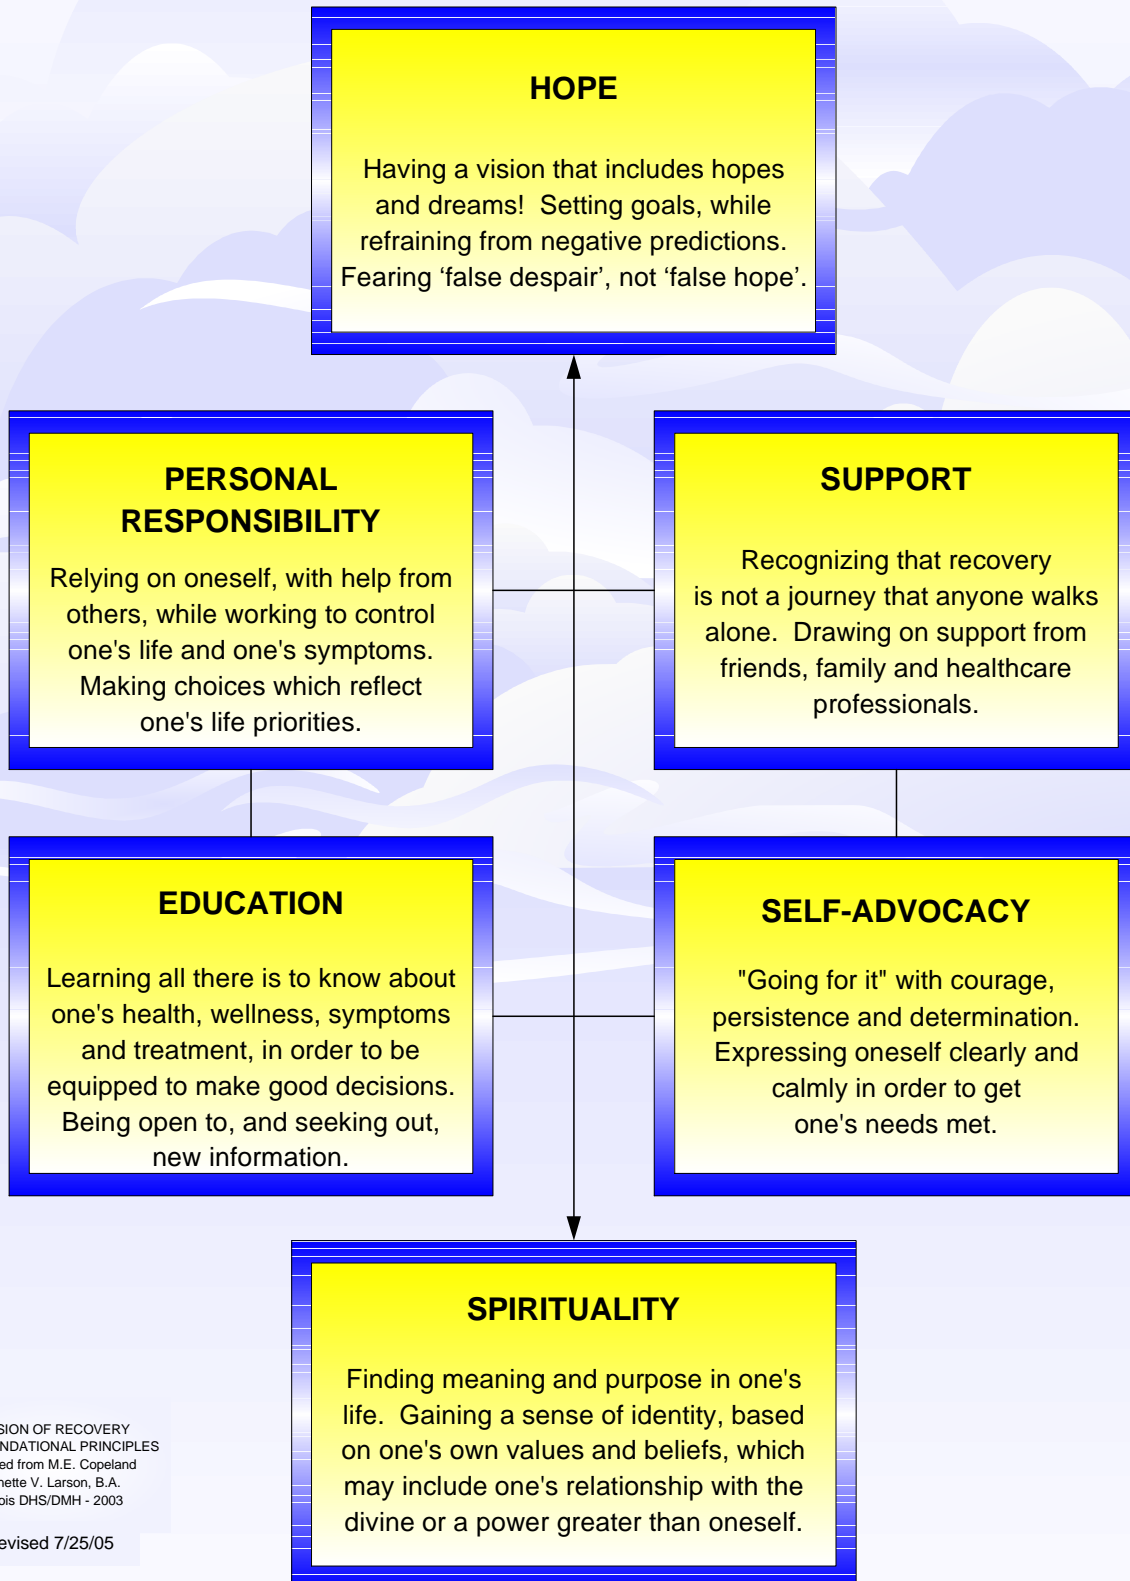 HOPE
Having a vision that includes hopes
and dreams!  Setting goals, while
refraining from negative predictions.
Fearing ‘false despair’, not ‘false hope’.
PERSONAL
RESPONSIBILITY
Relying on oneself, with help from
others, while working to control
one's life and one's symptoms.
Making choices which reflect
one's life priorities.
SUPPORT
Recognizing that recovery
is not a journey that anyone walks
alone.  Drawing on support from
friends, family and healthcare
professionals.
EDUCATION
Learning all there is to know about
one's health, wellness, symptoms
and treatment, in order to be
equipped to make good decisions.
Being open to, and seeking out,
new information.
SELF-ADVOCACY
"Going for it" with courage,
persistence and determination.
Expressing oneself clearly and
calmly in order to get
one's needs met.
SPIRITUALITY
Finding meaning and purpose in one's
life.  Gaining a sense of identity, based
on one's own values and beliefs, which
may include one's relationship with the
divine or a power greater than oneself.
OF RECOVERY
PRINCIPLES
from M.E. Copeland
V. Larson, B.A.
DHS/DMH - 2003
7/25/05